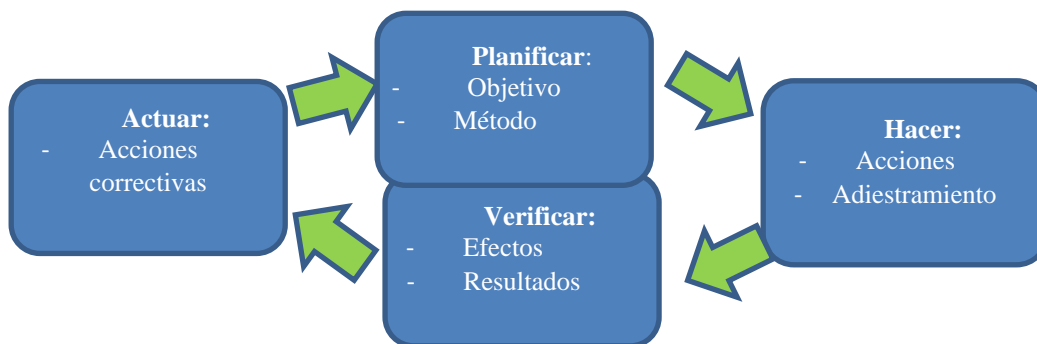 Planificar:
- Objetivo
- Método
Hacer:
- Acciones
- Adiestramiento
Verificar:
- Efectos
- Resultados
Actuar:
- Acciones
correctivas